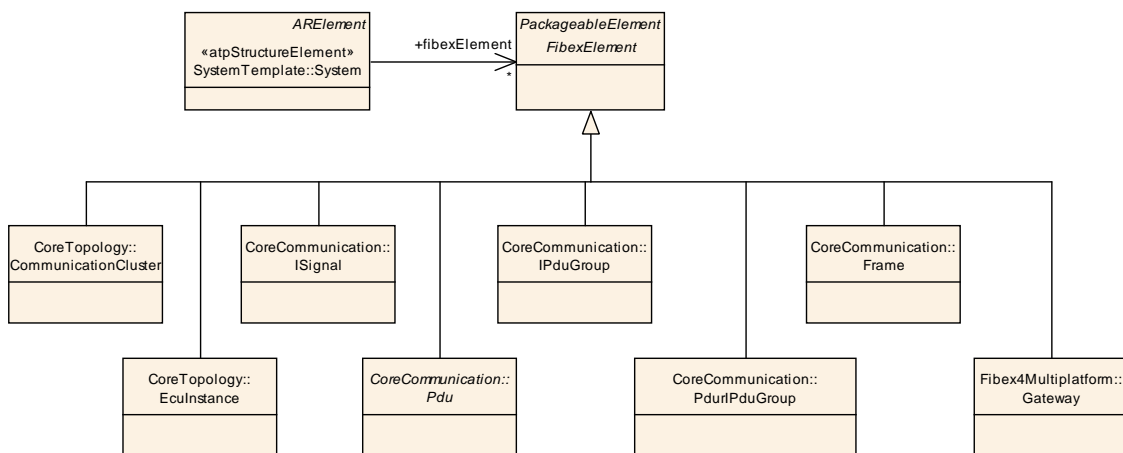 ARElement
«atpStructureElement»
SystemTemplate::System
+fibexElement
*
PackageableElement
FibexElement
CoreTopology::
CommunicationCluster
CoreCommunication::
ISignal
CoreCommunication::
IPduGroup
CoreCommunication::
Frame
CoreTopology::
EcuInstance
CoreCommunication::
Pdu
CoreCommunication::
PdurIPduGroup
Fibex4Multiplatform::
Gateway